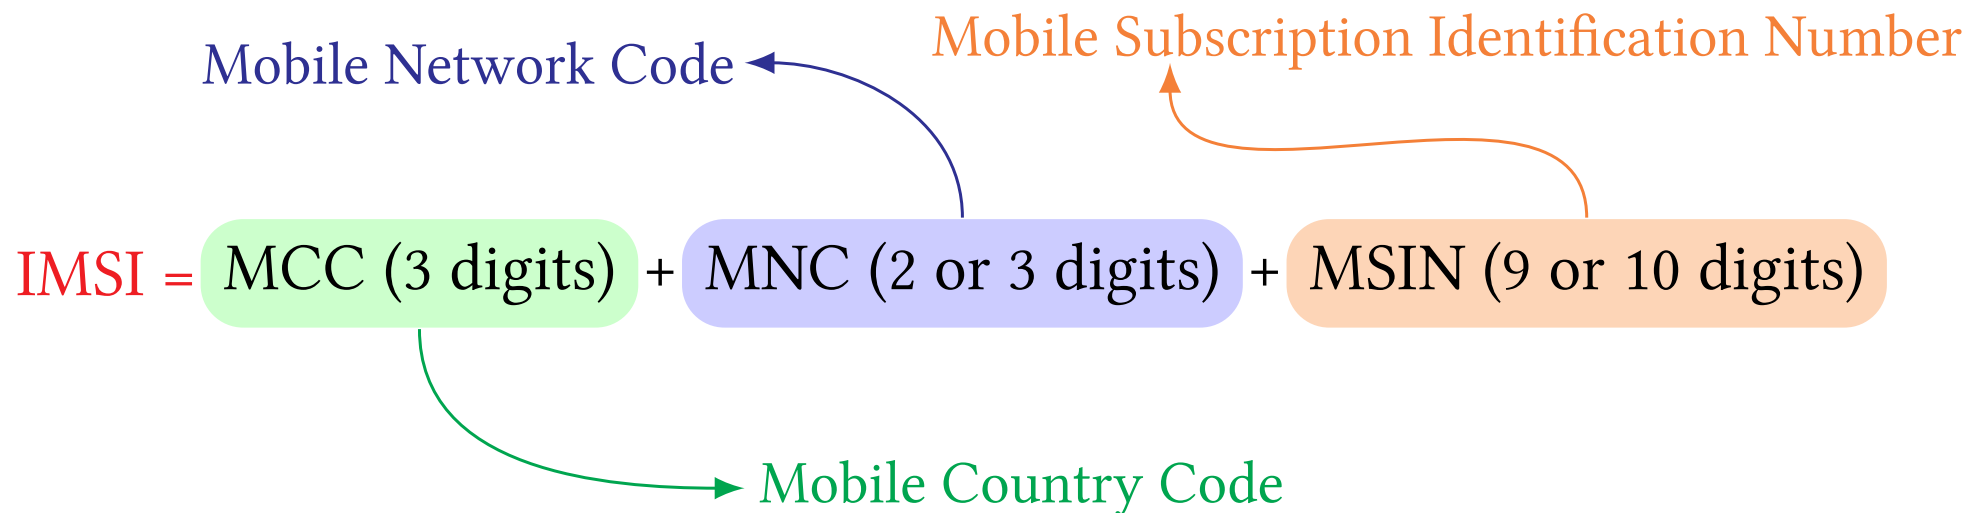 Mobile Subscription Identification Number
Mobile Network Code
IMSI = MCC (3 digits) + MNC (2 or 3 digits) + MSIN (9 or 10 digits)
Mobile Country Code